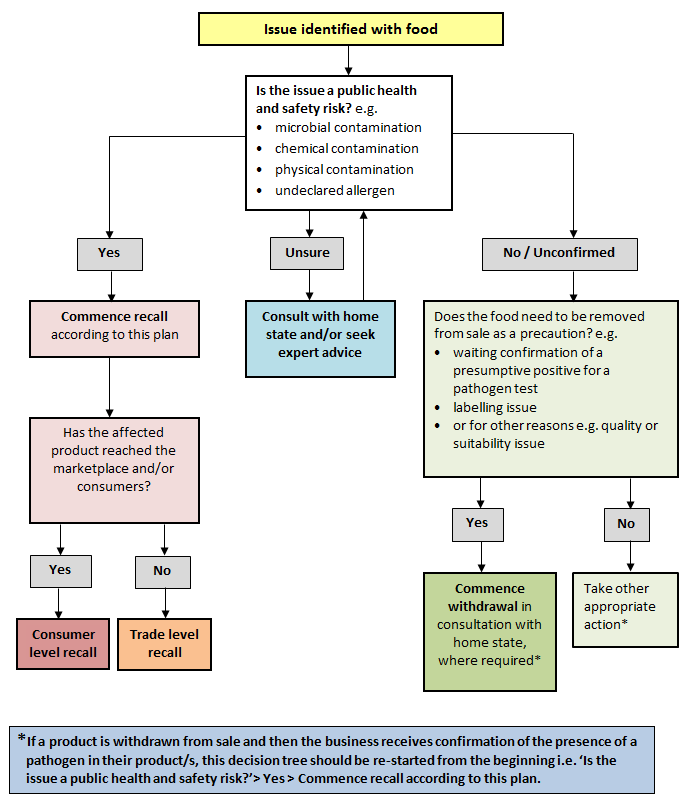 Issue identified with food
Is the issue a public health
and safety risk? e.g.
• microbial contamination
• chemical contamination
• physical contamination
• undeclared allergen
Yes
Unsure
No / Unconfirmed
Commence recall
according to this plan
Consult with home
state and/or seek
expert advice
Does the food need to be removed
from sale as a precaution? e.g.
• waiting confirmation of a
presumptive positive for a
pathogen test
• labelling issue
• or for other reasons e.g. quality or
suitability issue
Has the affected
product reached the
marketplace and/or
consumers?
Yes
No
Yes
No
Consumer
level recall
Trade level
recall
Commence
withdrawal in
consultation with
home state,
where required*
Take other
appropriate
action*
*If a product is withdrawn from sale and then the business receives confirmation of the presence of a
pathogen in their product/s, this decision tree should be re-started from the beginning i.e. ‘Is the
issue a public health and safety risk?’> Yes > Commence recall according to this plan.